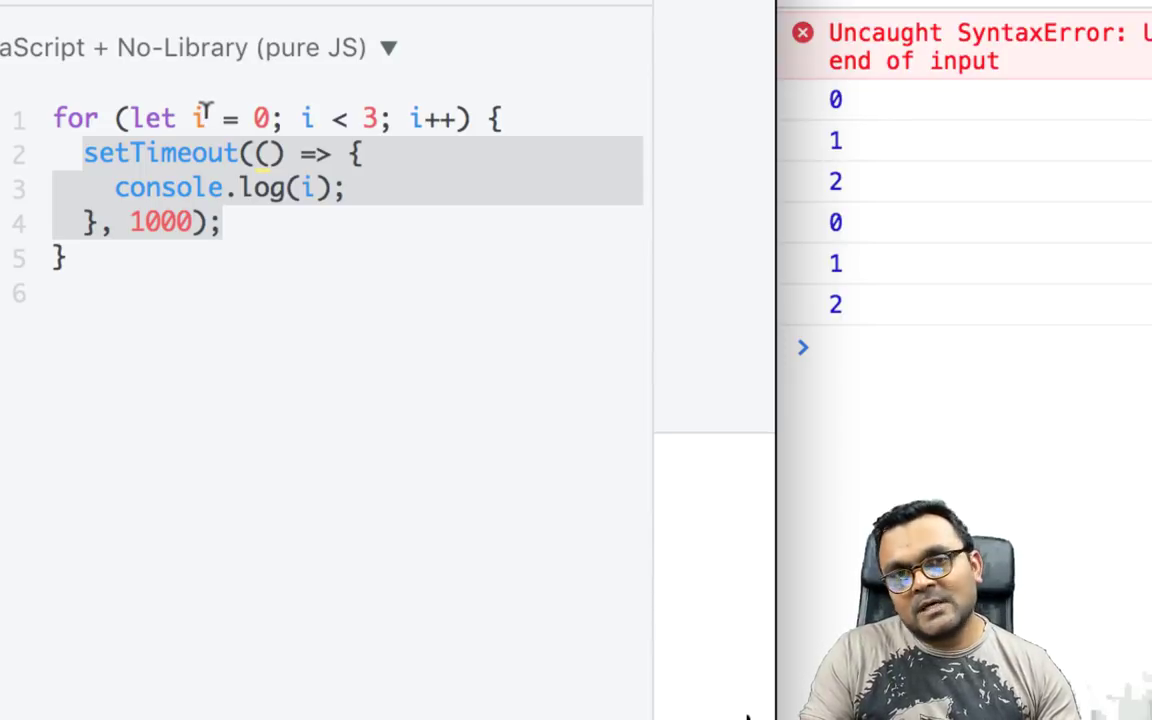 aScript + No-Library (pure JS) ▼
1 for (let i = 0; i < 3; i++) {
2 setTimeout(() => {
3 console.log(i);
4 }, 1000);
5 }
6
Uncaught SyntaxError: U
end of input
0
1
2
0
1
2
>